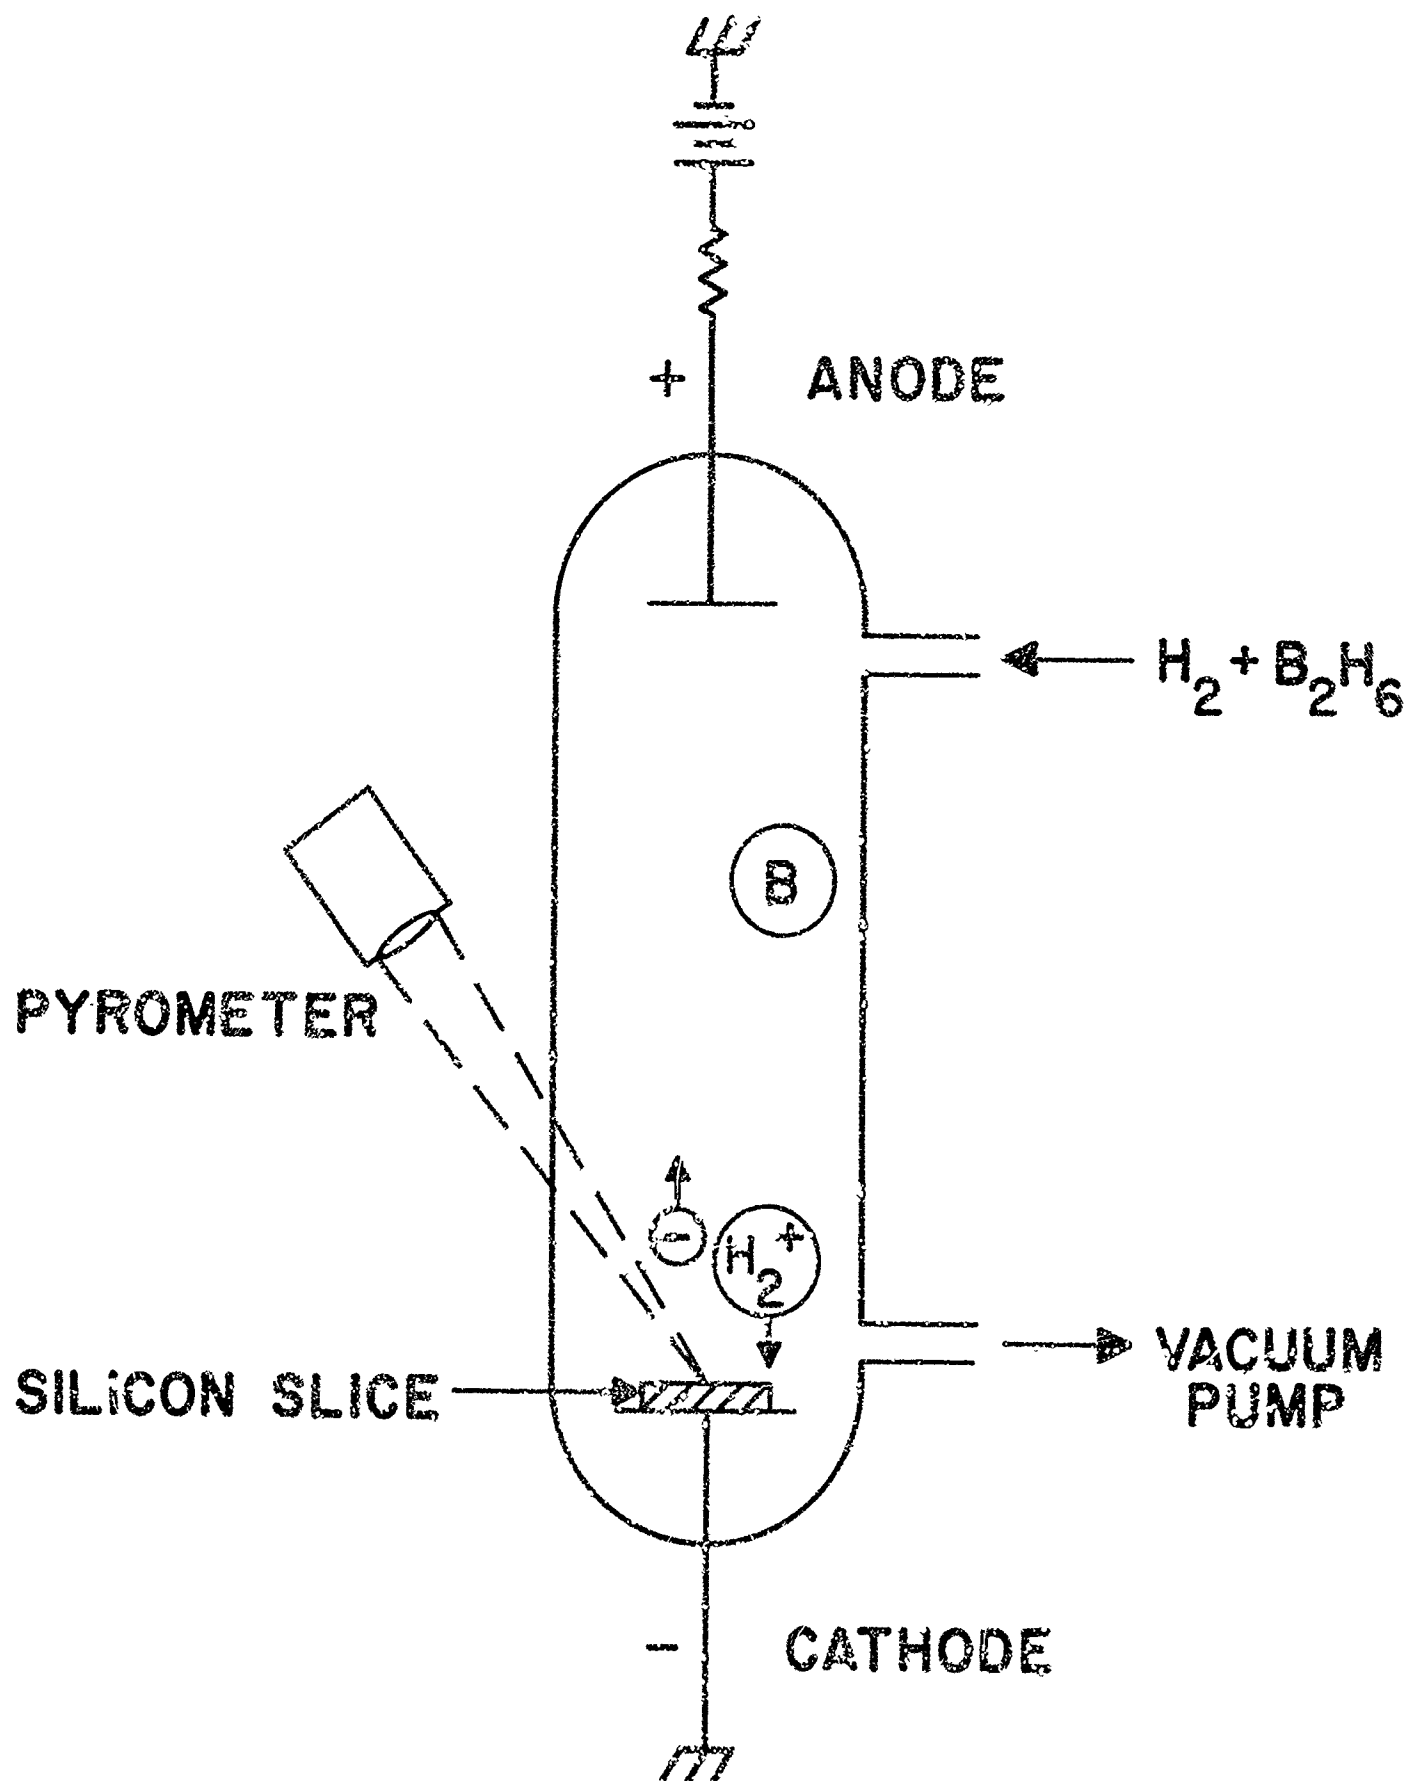 + ANODE
H2 + B2H6
B
PYROMETER
-
H2+
SILiCON SLICE
VACUUM
PUMP
- CATHODE